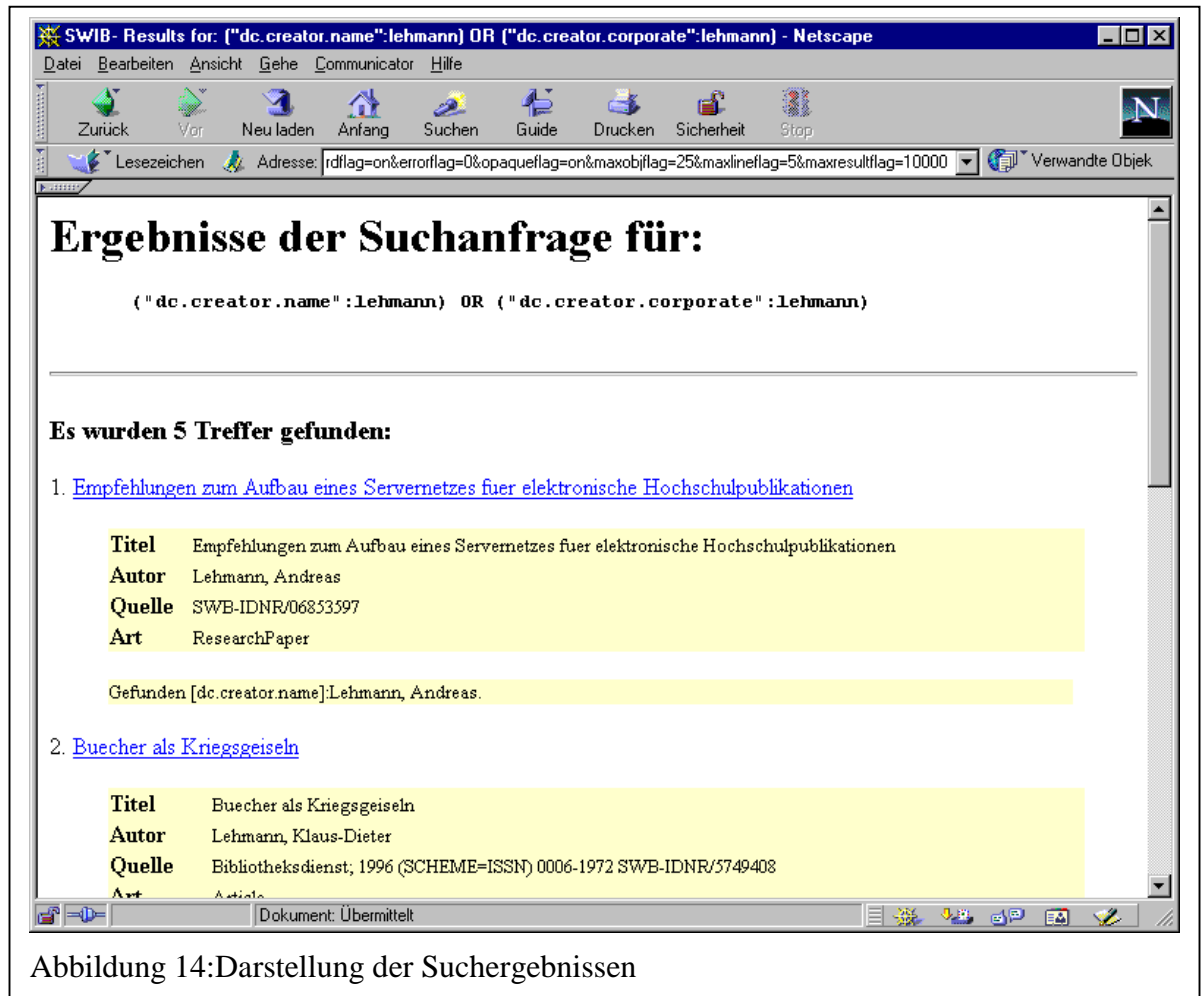 SWIB- Results for: ("dc.creator.name":lehmann) OR ("dc.creator.corporate":lehmann) - Netscape
Datei Bearbeiten Ansicht Gehe Communicator Hilfe
Zurück Vor Neu laden Anfang Suchen Guide Drucken Sicherheit Stop
N
Lesezeichen Adresse: rdflag=on&errorflag=0&opaqueflag=on&maxobjflag=25&maxlineflag=5&maxresultflag=10000 Verwandte Objek
Ergebnisse der Suchanfrage für:
("dc.creator.name":lehmann) OR ("dc.creator.corporate":lehmann)
Es wurden 5 Treffer gefunden:
1. Empfehlungen zum Aufbau eines Servernetzes fuer elektronische Hochschulpublikationen
Titel Empfehlungen zum Aufbau eines Servernetzes fuer elektronische Hochschulpublikationen
Autor Lehmann, Andreas
Quelle SWB-IDNR/06853597
Art ResearchPaper
Gefunden [dc.creator.name]:Lehmann, Andreas.
2. Buecher als Kriegsgeiseln
Titel Buecher als Kriegsgeiseln
Autor Lehmann, Klaus-Dieter
Quelle Bibliotheksdienst; 1996 (SCHEME=ISSN) 0006-1972 SWB-IDNR/5749408
Art Article
Dokument: Übermittelt
Abbildung 14:Darstellung der Suchergebnissen